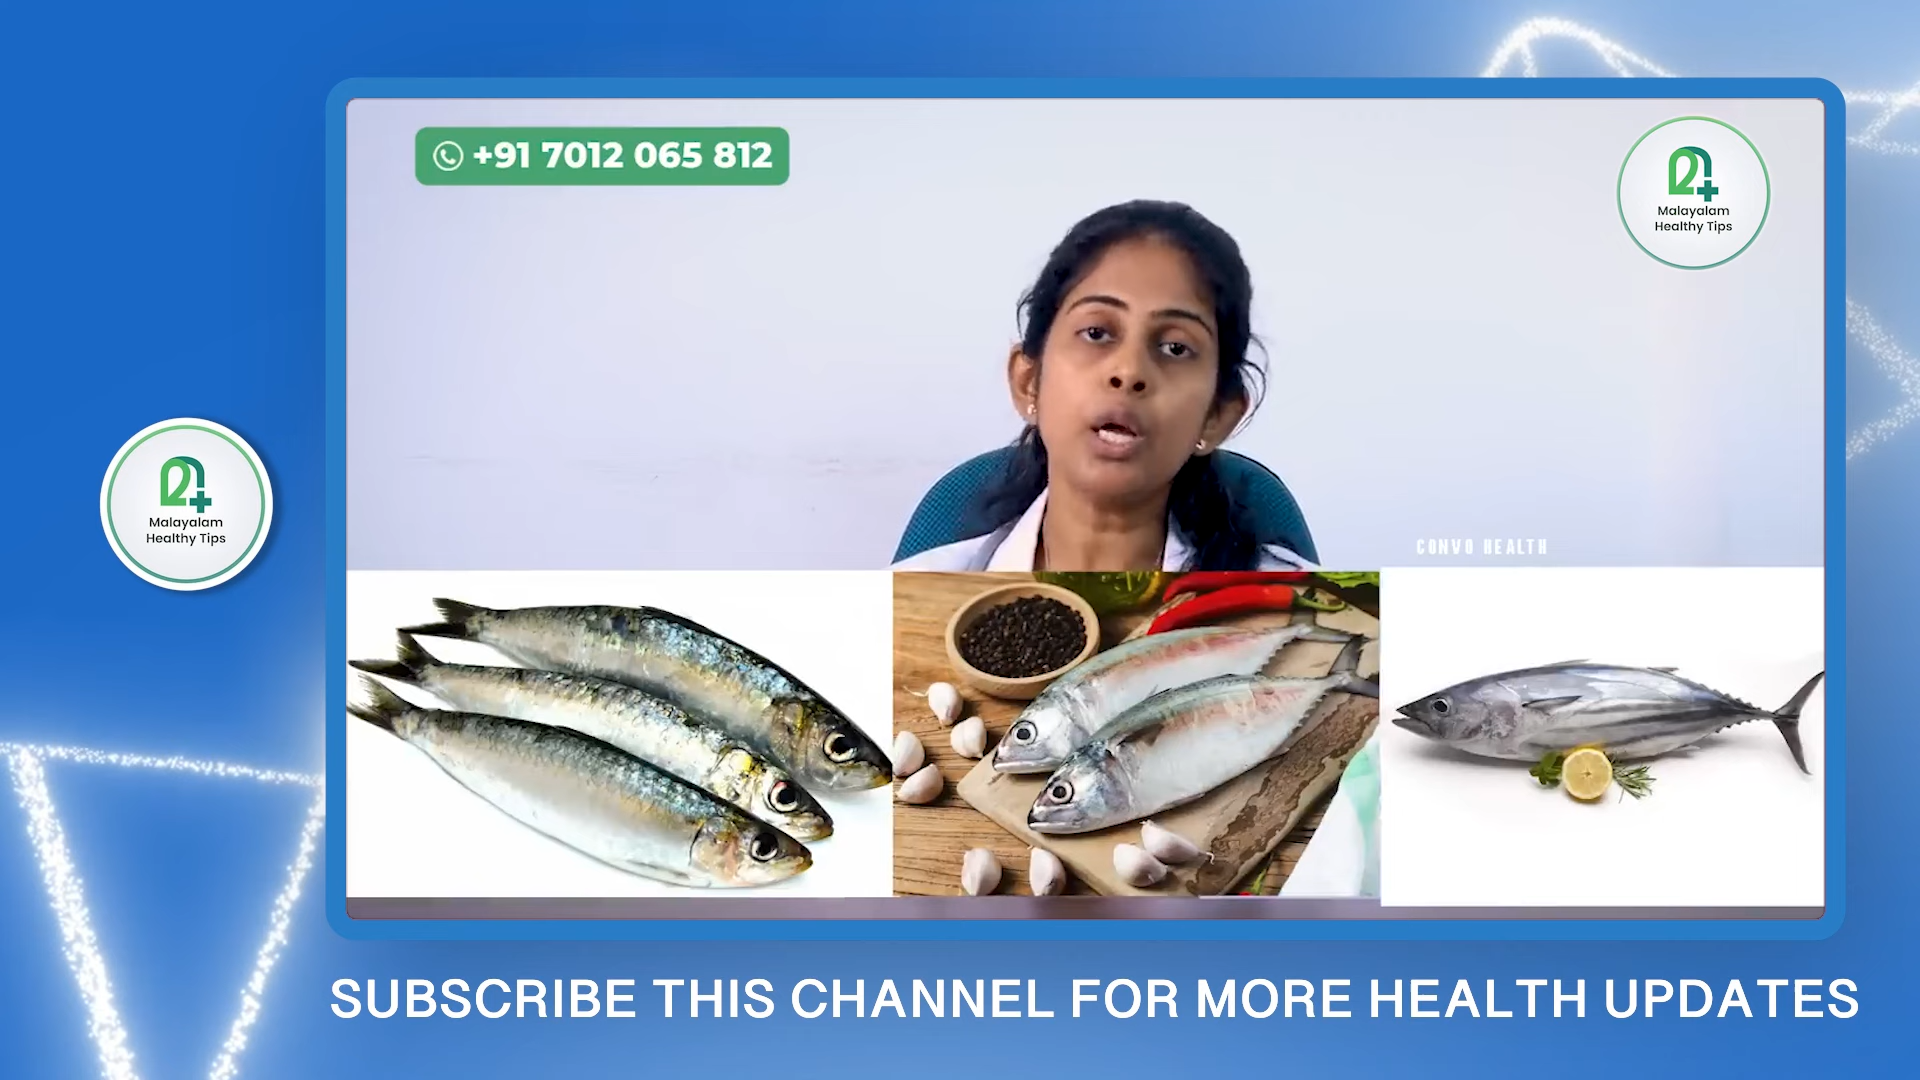 +91 7012 065 812
Malayalam
Healthy Tips
Malayalam
Healthy Tips
CONVO HEALTH
SUBSCRIBE THIS CHANNEL FOR MORE HEALTH UPDATES